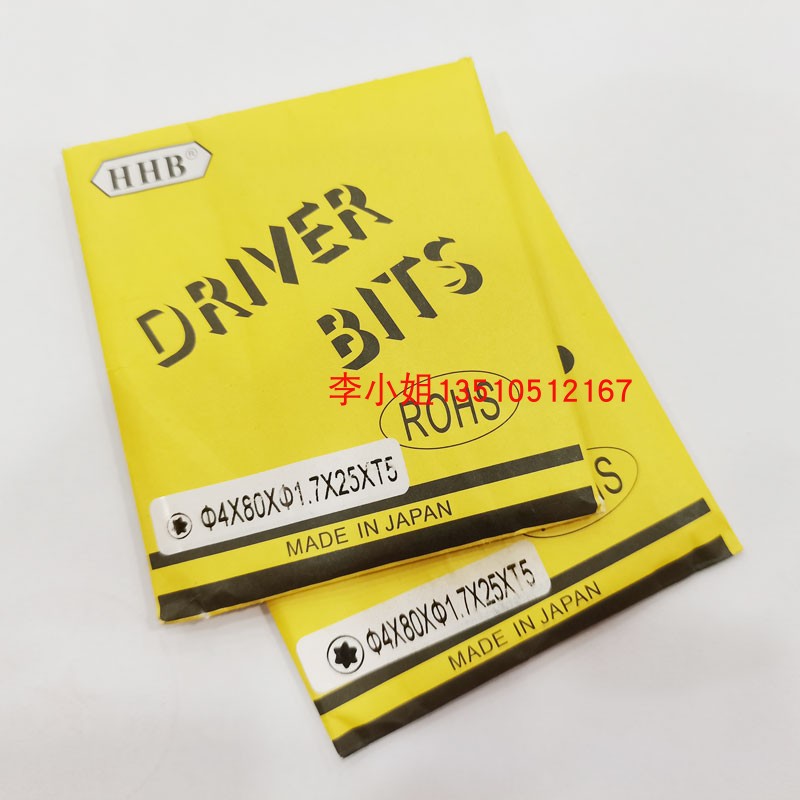 HHB®
DRIVER
BITS
李小姐13510512167
ROHS
Φ4X80XΦ1.7X25XT5
MADE IN JAPAN
Φ4X80XΦ1.7X25XT5
MADE IN JAPAN